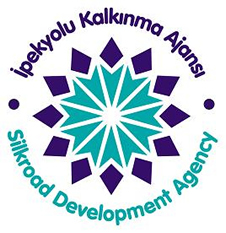 İpekyolu Kalkınma Ajansı
Silkroad Development Agency